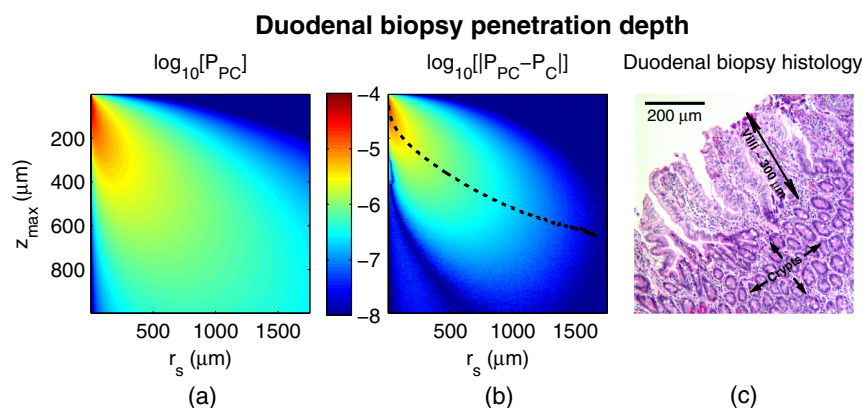 Duodenal biopsy penetration depth
log10[PPC]
log10[|PPC−PC|]
Duodenal biopsy histology
200
400
600
800
zmax (μm)
500
1000
1500
rs (μm)
(a)
−4
−5
−6
−7
−8
500
1000
1500
rs (μm)
(b)
200 μm
Villi ~ 300 μm
Crypts
(c)